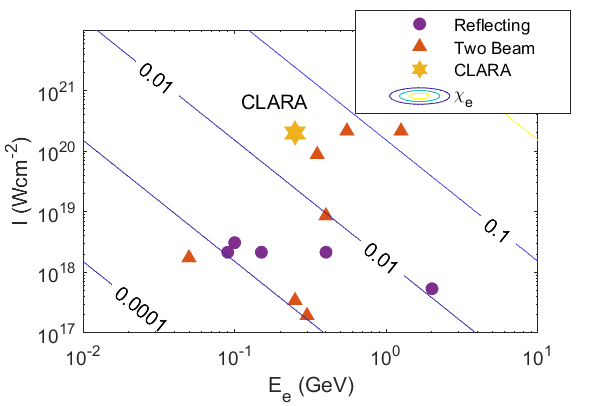 Reflecting
Two Beam
CLARA
χe
10^21
10^20
10^19
10^18
10^17
I (Wcm^-2)
CLARA
0.01
0.1
0.01
0.0001
10^-2
10^-1
10^0
10^1
E_e (GeV)